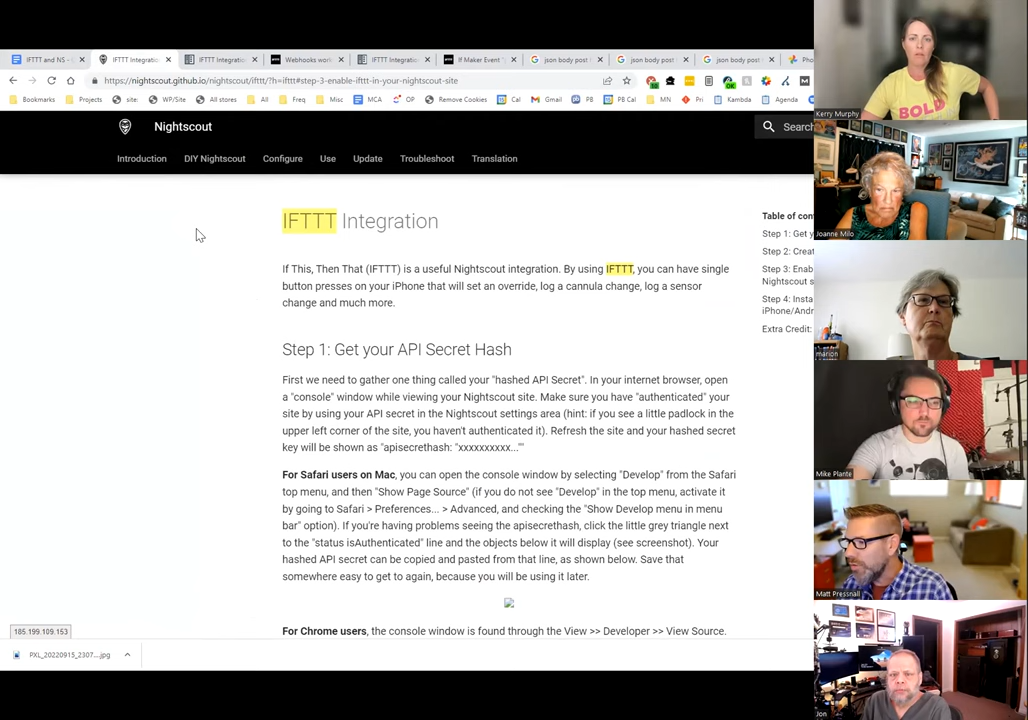 IFTTT and NS - G
IFTTT Integratio
IFTTT Integration
Webhooks work
IFTTT Integration
If Maker Event "
json body post
json body post
json body post
Pho
https://nightscout.github.io/nightscout/ifttt/?h=ifttt#step-3-enable-ifttt-in-your-nightscout-site
Bookmarks Projects site: WP/Site All stores All Freq Misc MCA OP Remove Cookies Cal Gmail PB PB Cal MN Pri Kambda Agenda
Nightscout
Search
Introduction DIY Nightscout Configure Use Update Troubleshoot Translation
IFTTT Integration
If This, Then That (IFTTT) is a useful Nightscout integration. By using IFTTT, you can have single
button presses on your iPhone that will set an override, log a cannula change, log a sensor
change and much more.
Step 1: Get your API Secret Hash
First we need to gather one thing called your "hashed API Secret". In your internet browser, open
a "console" window while viewing your Nightscout site. Make sure you have "authenticated" your
site by using your API secret in the Nightscout settings area (hint: if you see a little padlock in the
upper left corner of the site, you haven't authenticated it). Refresh the site and your hashed secret
key will be shown as "apisecrethash: "xxxxxxxxxx..."'
For Safari users on Mac, you can open the console window by selecting "Develop" from the Safari
top menu, and then "Show Page Source" (if you do not see "Develop" in the top menu, activate it
by going to Safari > Preferences... > Advanced, and checking the "Show Develop menu in menu
bar" option). If you're having problems seeing the apisecrethash, click the little grey triangle next
to the "status isAuthenticated" line and the objects below it will display (see screenshot). Your
hashed API secret can be copied and pasted from that line, as shown below. Save that
somewhere easy to get to again, because you will be using it later.
For Chrome users, the console window is found through the View >> Developer >> View Source.
Table of con
Step 1: Get y
Step 2: Creat
Step 3: Enab
Nightscout s
Step 4: Insta
iPhone/Andr
Extra Credit:
185.199.109.153
PXL_20220915_2307....jpg
Kerry Murphy
BOLD
Joanne Milo
marion
Mike Plante
Matt Pressnall
Jon